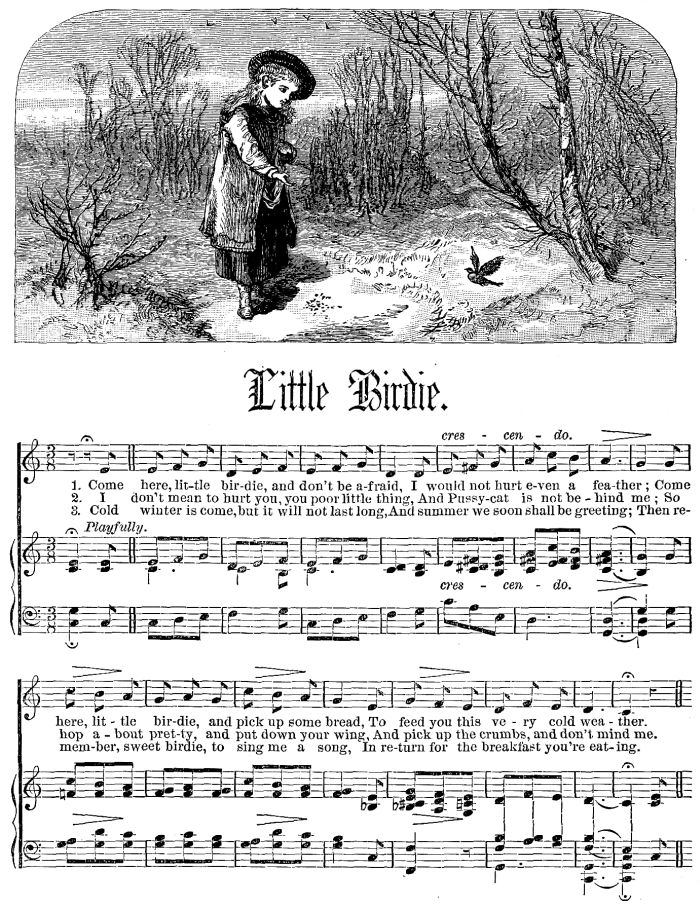 Little Birdie.
cres - cen - do.
1. Come here, lit-tle bir-die, and don't be a-fraid, I would not hurt e-ven a fea-ther; Come
2. I don't mean to hurt you, you poor little thing, And Pussy-cat is not be-hind me; So
3. Cold winter is come, but it will not last long, And summer we soon shall be greeting; Then re-
Playfully.
cres - cen - do.
here, lit - tle bir-die, and pick up some bread, To feed you this ve - ry cold wea - ther.
hop a - bout pret-ty, and put down your wing, And pick up the crumbs, and don't mind me.
mem-ber, sweet birdie, to sing me a song, In re-turn for the breakfast you're eat-ing.